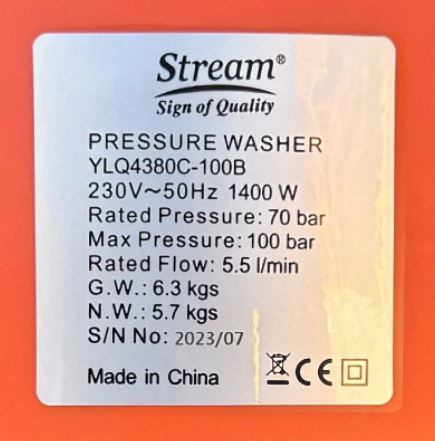 Stream®
Sign of Quality
PRESSURE WASHER
YLQ4380C-100B
230V～50Hz 1400 W
Rated Pressure: 70 bar
Max Pressure: 100 bar
Rated Flow: 5.5 l/min
G.W.: 6.3 kgs
N.W.: 5.7 kgs
S/N No: 2023/07
Made in China CE